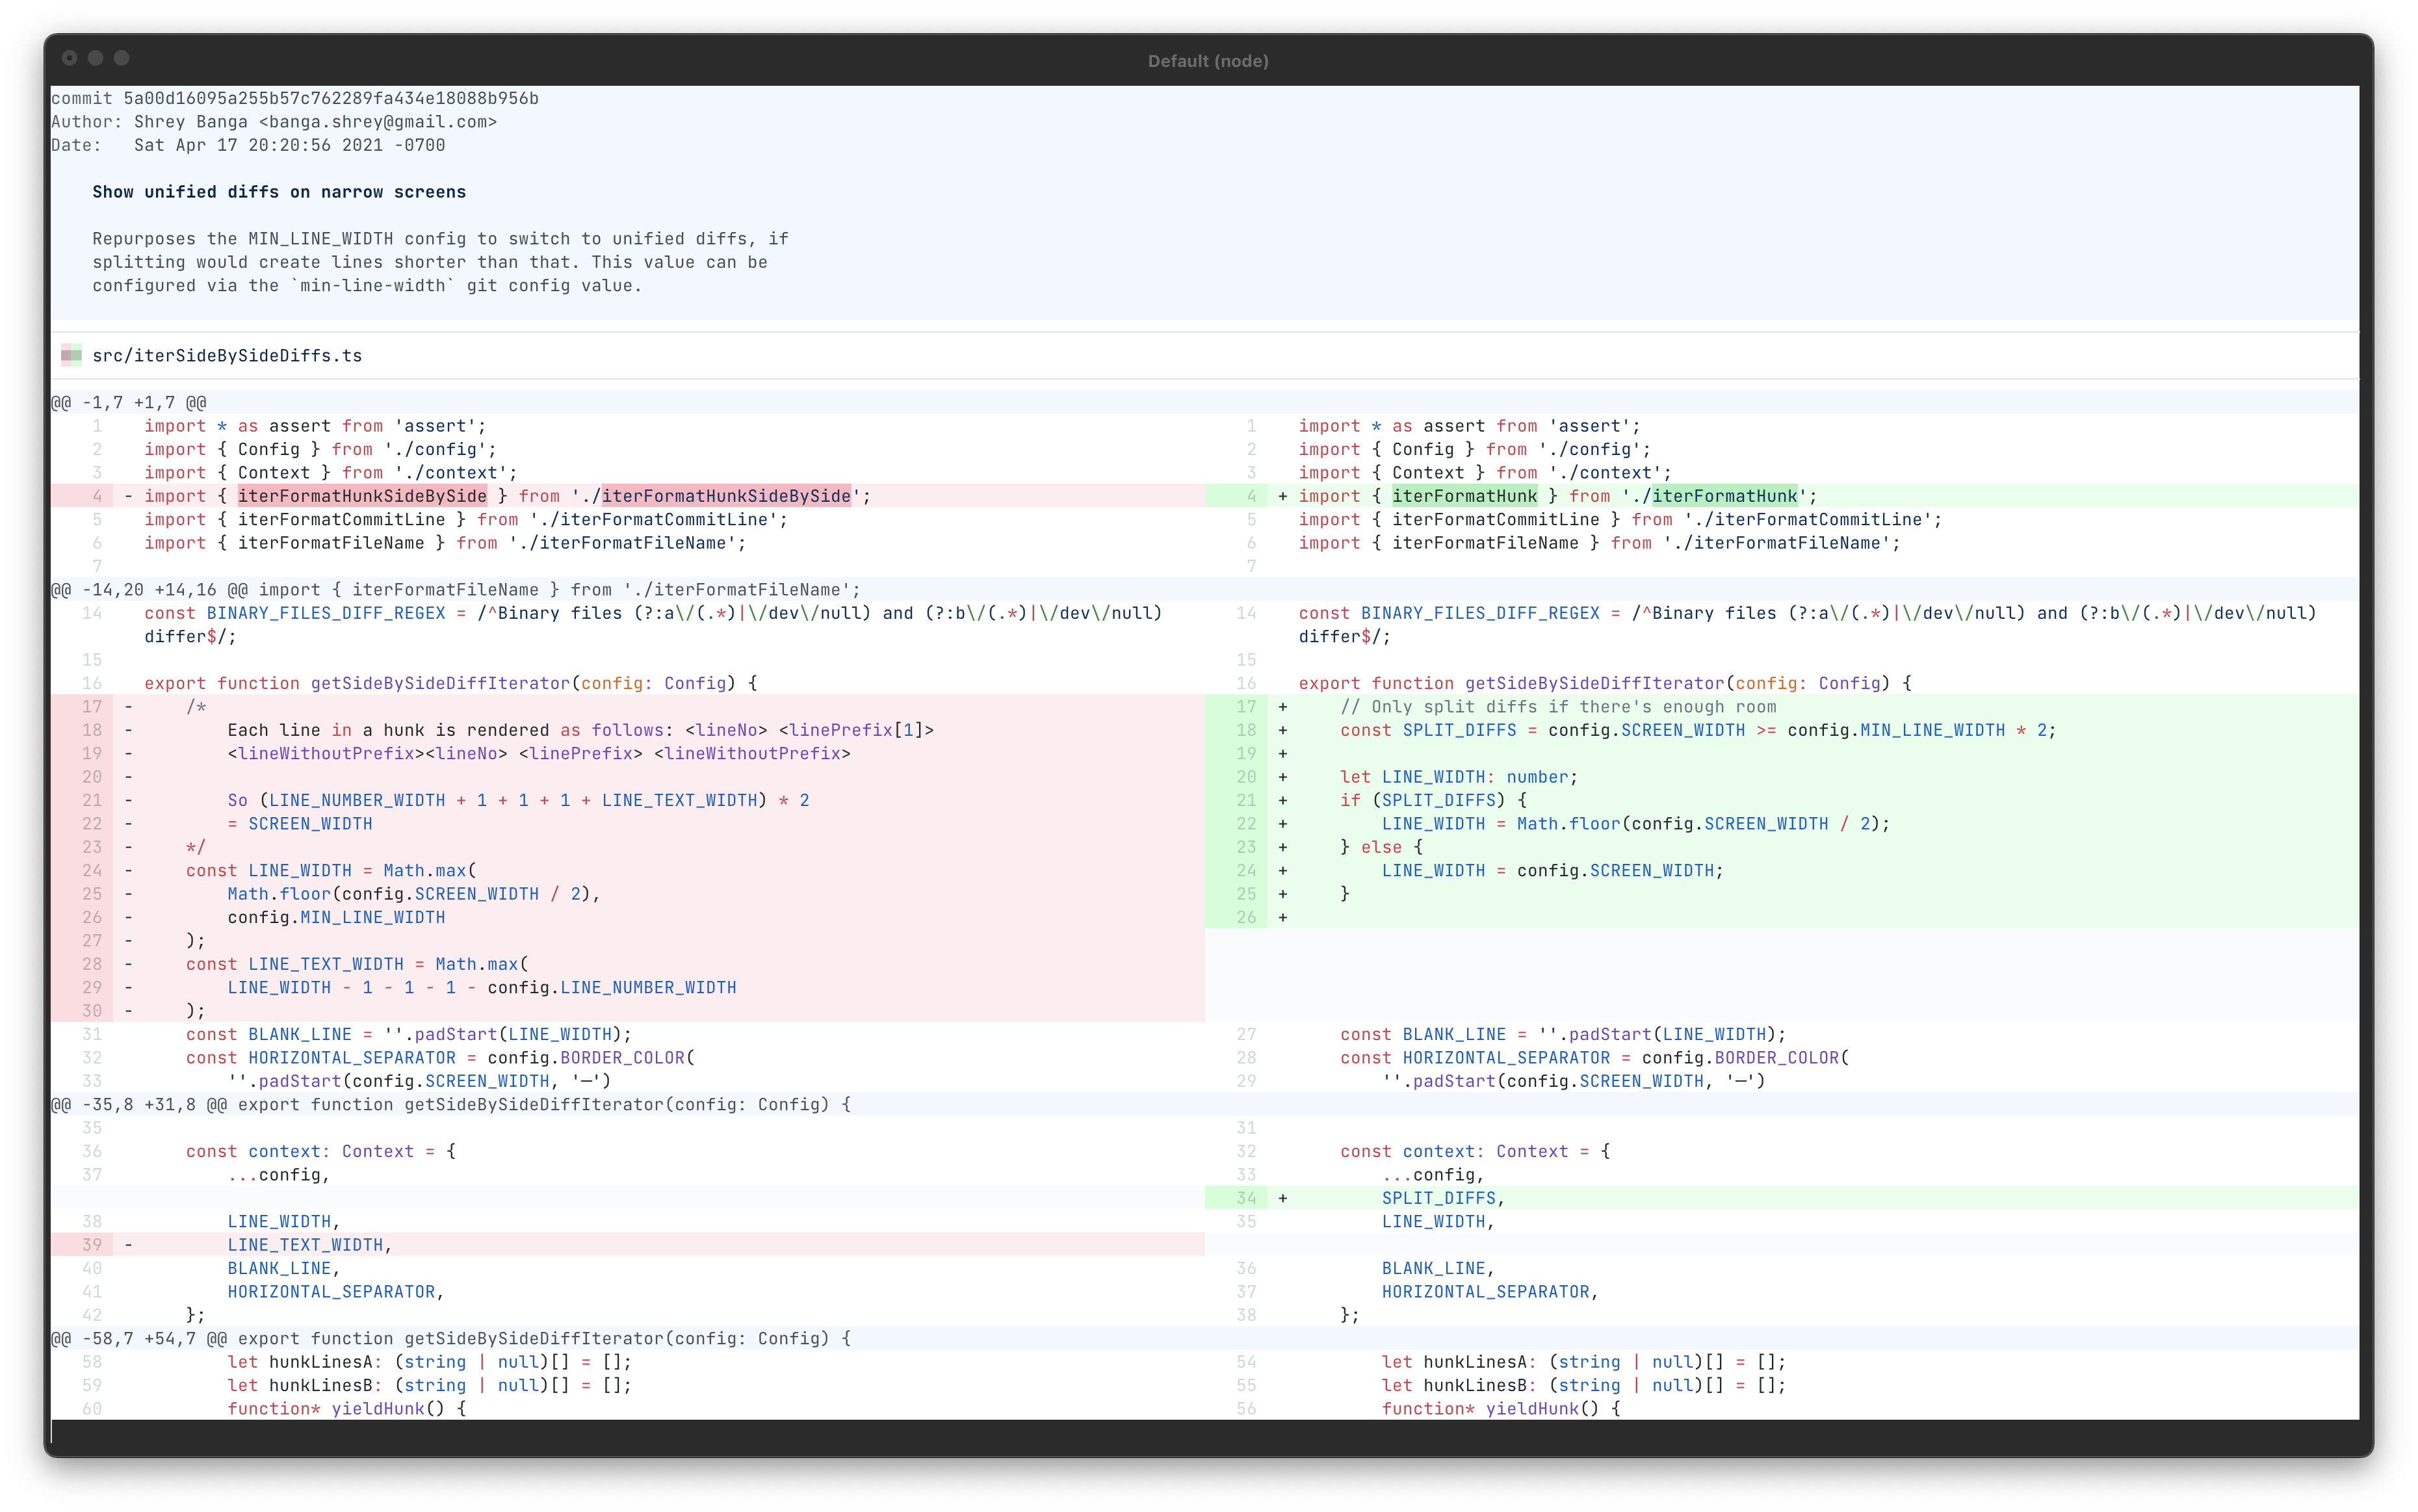 Default (node)
commit 5a00d16095a255b57c762289fa434e18088b956b
Author: Shrey Banga <banga.shrey@gmail.com>
Date:   Sat Apr 17 20:20:56 2021 -0700
    Show unified diffs on narrow screens
    Repurposes the MIN_LINE_WIDTH config to switch to unified diffs, if
    splitting would create lines shorter than that. This value can be
    configured via the `min-line-width` git config value.
src/iterSideBySideDiffs.ts
@@ -1,7 +1,7 @@
1    import * as assert from 'assert';    1    import * as assert from 'assert';
2    import { Config } from './config';    2    import { Config } from './config';
3    import { Context } from './context';    3    import { Context } from './context';
4  - import { iterFormatHunkSideBySide } from './iterFormatHunkSideBySide';    4  + import { iterFormatHunk } from './iterFormatHunk';
5    import { iterFormatCommitLine } from './iterFormatCommitLine';    5    import { iterFormatCommitLine } from './iterFormatCommitLine';
6    import { iterFormatFileName } from './iterFormatFileName';    6    import { iterFormatFileName } from './iterFormatFileName';
7    7
@@ -14,20 +14,16 @@ import { iterFormatFileName } from './iterFormatFileName';
14    const BINARY_FILES_DIFF_REGEX = /^Binary files (?:a\/(.*)|\/dev\/null) and (?:b\/(.*)|\/dev\/null)    14    const BINARY_FILES_DIFF_REGEX = /^Binary files (?:a\/(.*)|\/dev\/null) and (?:b\/(.*)|\/dev\/null)
differ$/;    differ$/;
15    15
16    export function getSideBySideDiffIterator(config: Config) {    16    export function getSideBySideDiffIterator(config: Config) {
17  -     /*    17  +     // Only split diffs if there's enough room
18  -         Each line in a hunk is rendered as follows: <lineNo> <linePrefix[1]>    18  +     const SPLIT_DIFFS = config.SCREEN_WIDTH >= config.MIN_LINE_WIDTH * 2;
19  -         <lineWithoutPrefix><lineNo> <linePrefix> <lineWithoutPrefix>    19  +
20  -    20  +     let LINE_WIDTH: number;
21  -         So (LINE_NUMBER_WIDTH + 1 + 1 + 1 + LINE_TEXT_WIDTH) * 2    21  +     if (SPLIT_DIFFS) {
22  -         = SCREEN_WIDTH    22  +         LINE_WIDTH = Math.floor(config.SCREEN_WIDTH / 2);
23  -     */    23  +     } else {
24  -     const LINE_WIDTH = Math.max(    24  +         LINE_WIDTH = config.SCREEN_WIDTH;
25  -         Math.floor(config.SCREEN_WIDTH / 2),    25  +     }
26  -         config.MIN_LINE_WIDTH    26  +
27  -     );
28  -     const LINE_TEXT_WIDTH = Math.max(
29  -         LINE_WIDTH - 1 - 1 - 1 - config.LINE_NUMBER_WIDTH
30  -     );
31        const BLANK_LINE = ''.padStart(LINE_WIDTH);    27        const BLANK_LINE = ''.padStart(LINE_WIDTH);
32        const HORIZONTAL_SEPARATOR = config.BORDER_COLOR(    28        const HORIZONTAL_SEPARATOR = config.BORDER_COLOR(
33            ''.padStart(config.SCREEN_WIDTH, '─')    29            ''.padStart(config.SCREEN_WIDTH, '─')
@@ -35,8 +31,8 @@ export function getSideBySideDiffIterator(config: Config) {
35    31
36        const context: Context = {    32        const context: Context = {
37            ...config,    33            ...config,
34  +         SPLIT_DIFFS,
38            LINE_WIDTH,    35            LINE_WIDTH,
39  -         LINE_TEXT_WIDTH,
40            BLANK_LINE,    36            BLANK_LINE,
41            HORIZONTAL_SEPARATOR,    37            HORIZONTAL_SEPARATOR,
42        };    38        };
@@ -58,7 +54,7 @@ export function getSideBySideDiffIterator(config: Config) {
58            let hunkLinesA: (string | null)[] = [];    54            let hunkLinesA: (string | null)[] = [];
59            let hunkLinesB: (string | null)[] = [];    55            let hunkLinesB: (string | null)[] = [];
60            function* yieldHunk() {    56            function* yieldHunk() {